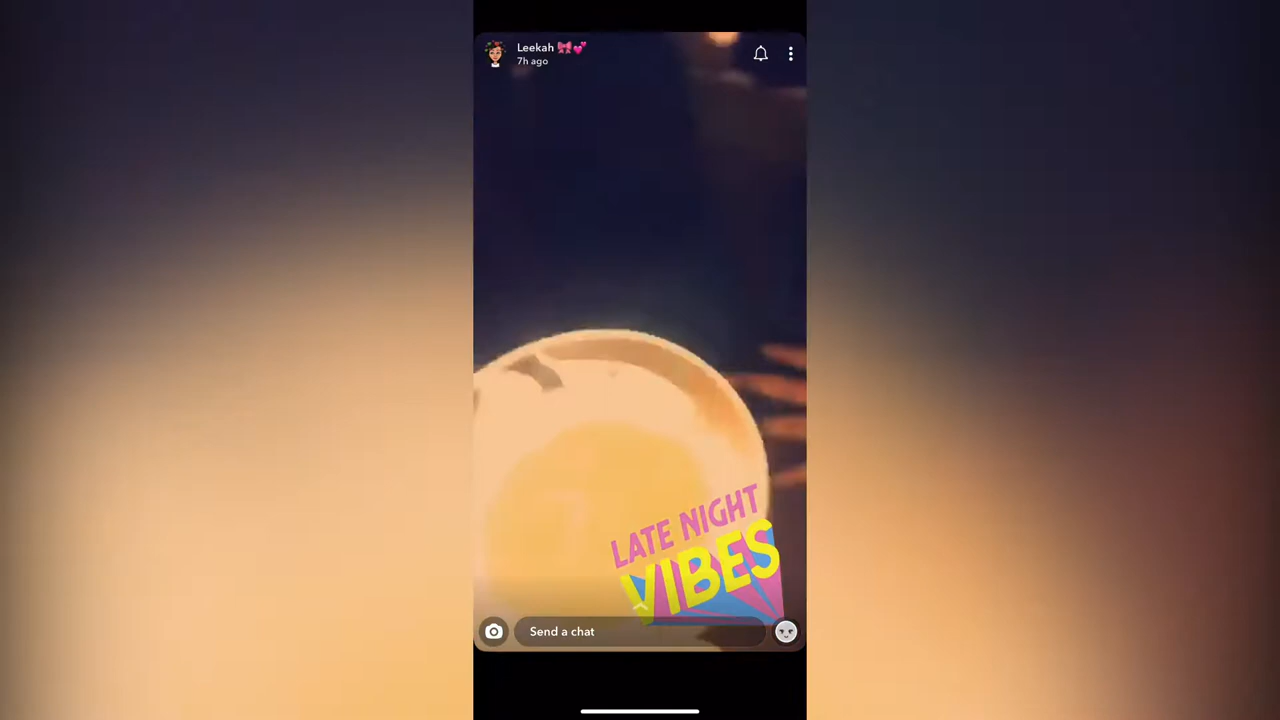 Leekah 🎀💕
7h ago
LATE NIGHT
VIBES
Send a chat